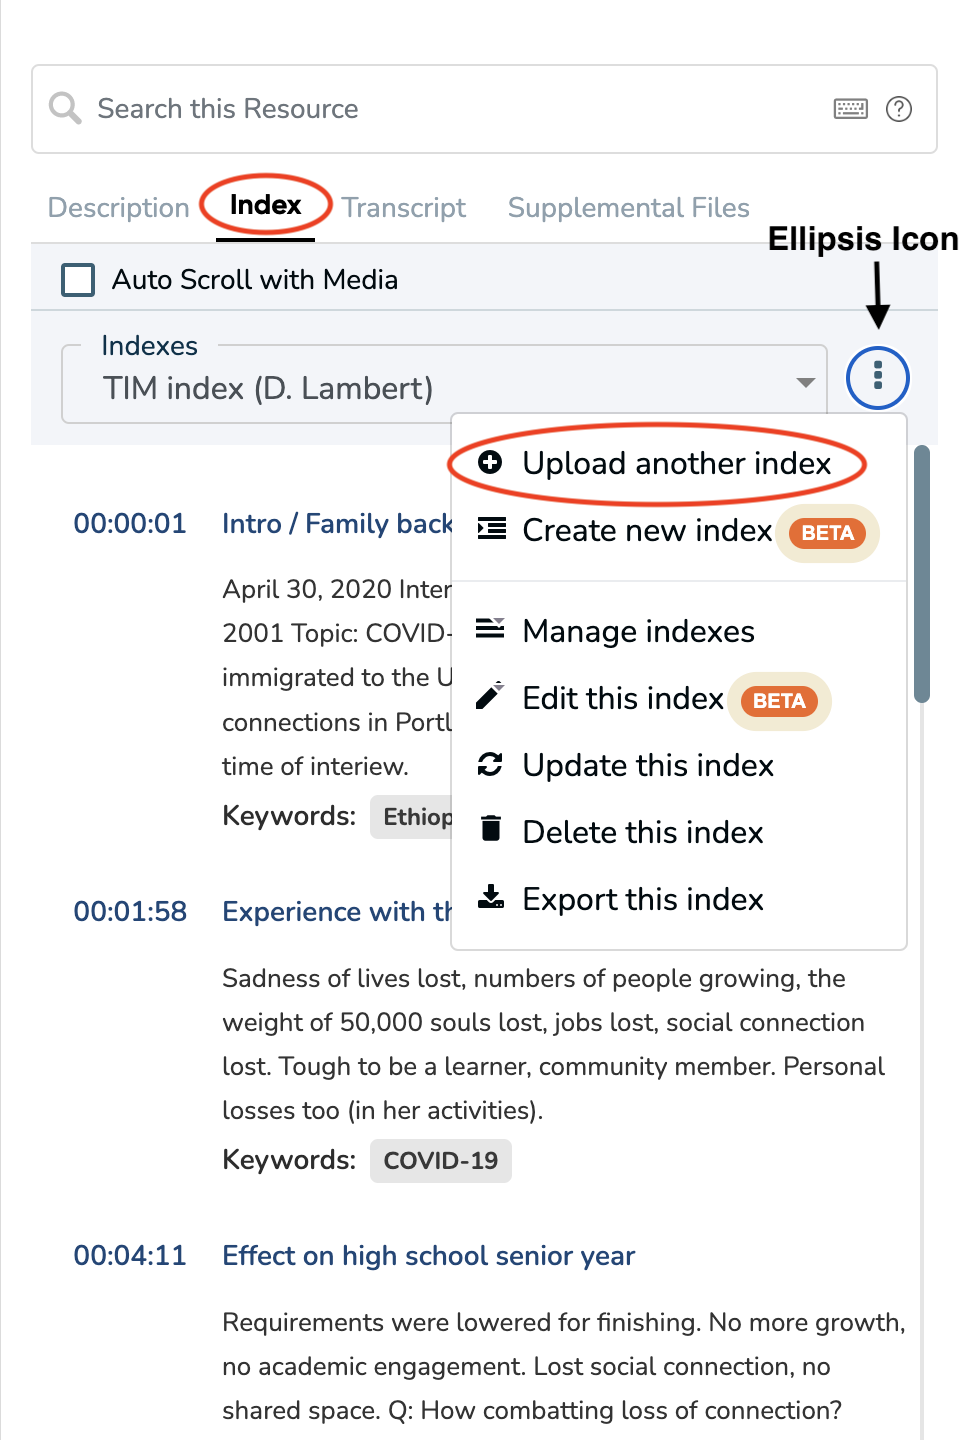 Search this Resource
Description Index Transcript Supplemental Files
Ellipsis Icon
Auto Scroll with Media
Indexes
TIM index (D. Lambert)
Upload another index
Create new index BETA
Manage indexes
Edit this index BETA
Update this index
Delete this index
Export this index
00:00:01 Intro / Family back
April 30, 2020 Inter
2001 Topic: COVID-
immigrated to the U
connections in Portl
time of interiew.
Keywords: Ethiop
00:01:58 Experience with th
Sadness of lives lost, numbers of people growing, the
weight of 50,000 souls lost, jobs lost, social connection
lost. Tough to be a learner, community member. Personal
losses too (in her activities).
Keywords: COVID-19
00:04:11 Effect on high school senior year
Requirements were lowered for finishing. No more growth,
no academic engagement. Lost social connection, no
shared space. Q: How combatting loss of connection?